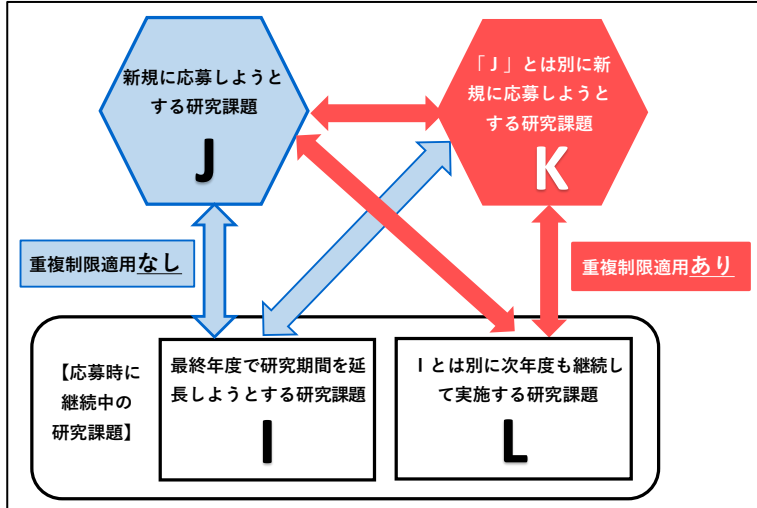 新規に応募しようと
する研究課題
J
「J」とは別に新
規に応募しようと
する研究課題
K
重複制限適用なし
重複制限適用あり
【応募時に
継続中の
研究課題】
最終年度で研究期間を延
長しようとする研究課題
I
Iとは別に次年度も継続し
て実施する研究課題
L